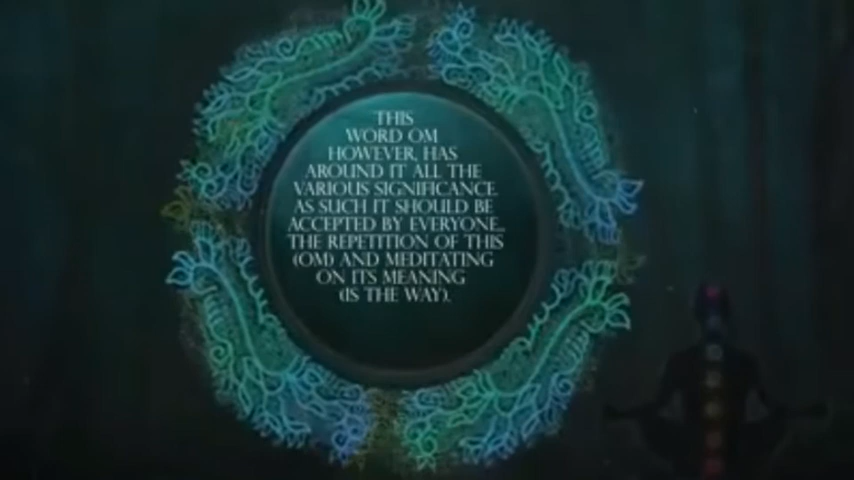 THIS
WORD OM
HOWEVER, HAS
AROUND IT ALL THE
VARIOUS SIGNIFICANCE.
AS SUCH IT SHOULD BE
ACCEPTED BY EVERYONE...
THE REPETITION OF THIS
(OM) AND MEDITATING
ON ITS MEANING
(IS THE WAY).